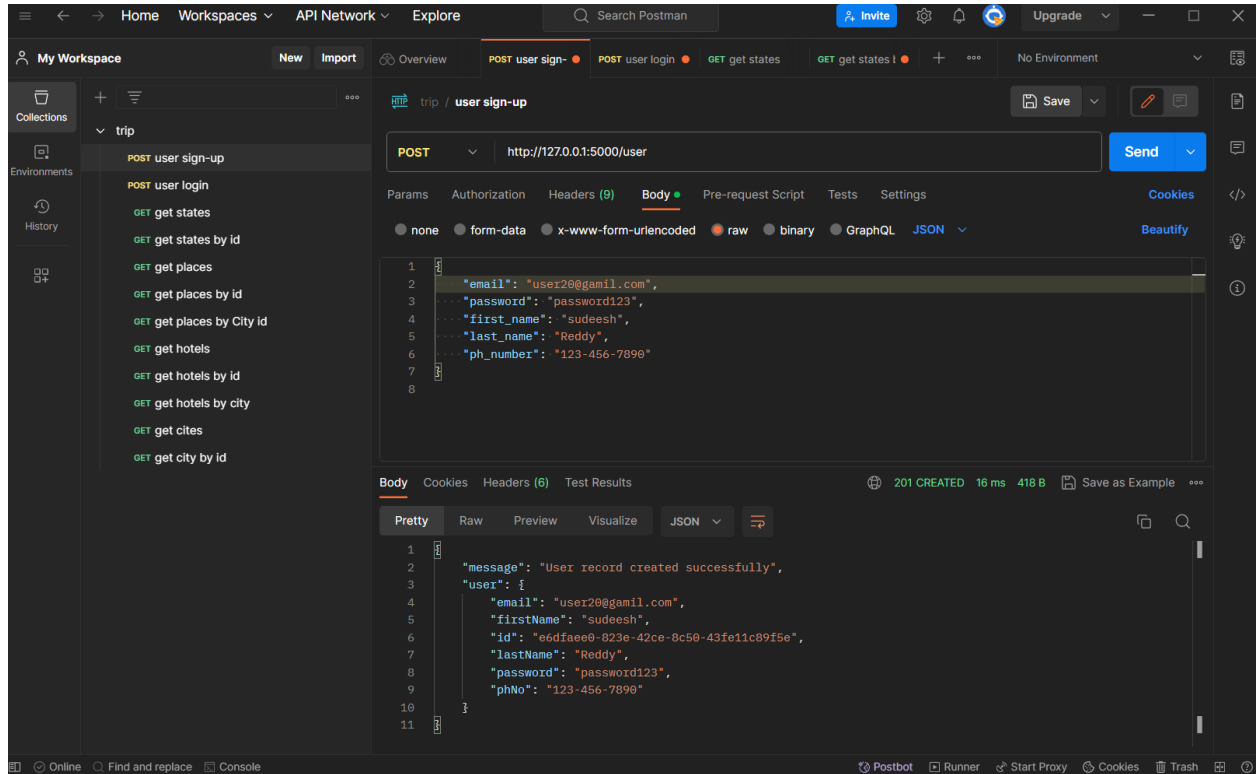 Home Workspaces API Network Explore Search Postman Invite Upgrade
My Workspace New Import Overview POST user sign- POST user login GET get states GET get states b No Environment
Collections
Environments
History
trip
POST user sign-up
POST user login
GET get states
GET get states by id
GET get places
GET get places by id
GET get places by City id
GET get hotels
GET get hotels by id
GET get hotels by city
GET get cites
GET get city by id
HTTP trip / user sign-up Save
POST http://127.0.0.1:5000/user Send
Params Authorization Headers (9) Body Pre-request Script Tests Settings Cookies
none form-data x-www-form-urlencoded raw binary GraphQL JSON Beautify
1 {
2 "email": "user20@gamil.com",
3 "password": "password123",
4 "first_name": "sudeesh",
5 "last_name": "Reddy",
6 "ph_number": "123-456-7890"
7 }
8
Body Cookies Headers (6) Test Results 201 CREATED 16 ms 418 B Save as Example
Pretty Raw Preview Visualize JSON
1 {
2 "message": "User record created successfully",
3 "user": {
4 "email": "user20@gamil.com",
5 "firstName": "sudeesh",
6 "id": "e6dfaee0-823e-42ce-8c50-43fe11c89f5e",
7 "lastName": "Reddy",
8 "password": "password123",
9 "phNo": "123-456-7890"
10 }
11 }
Online Find and replace Console Postbot Runner Start Proxy Cookies Trash